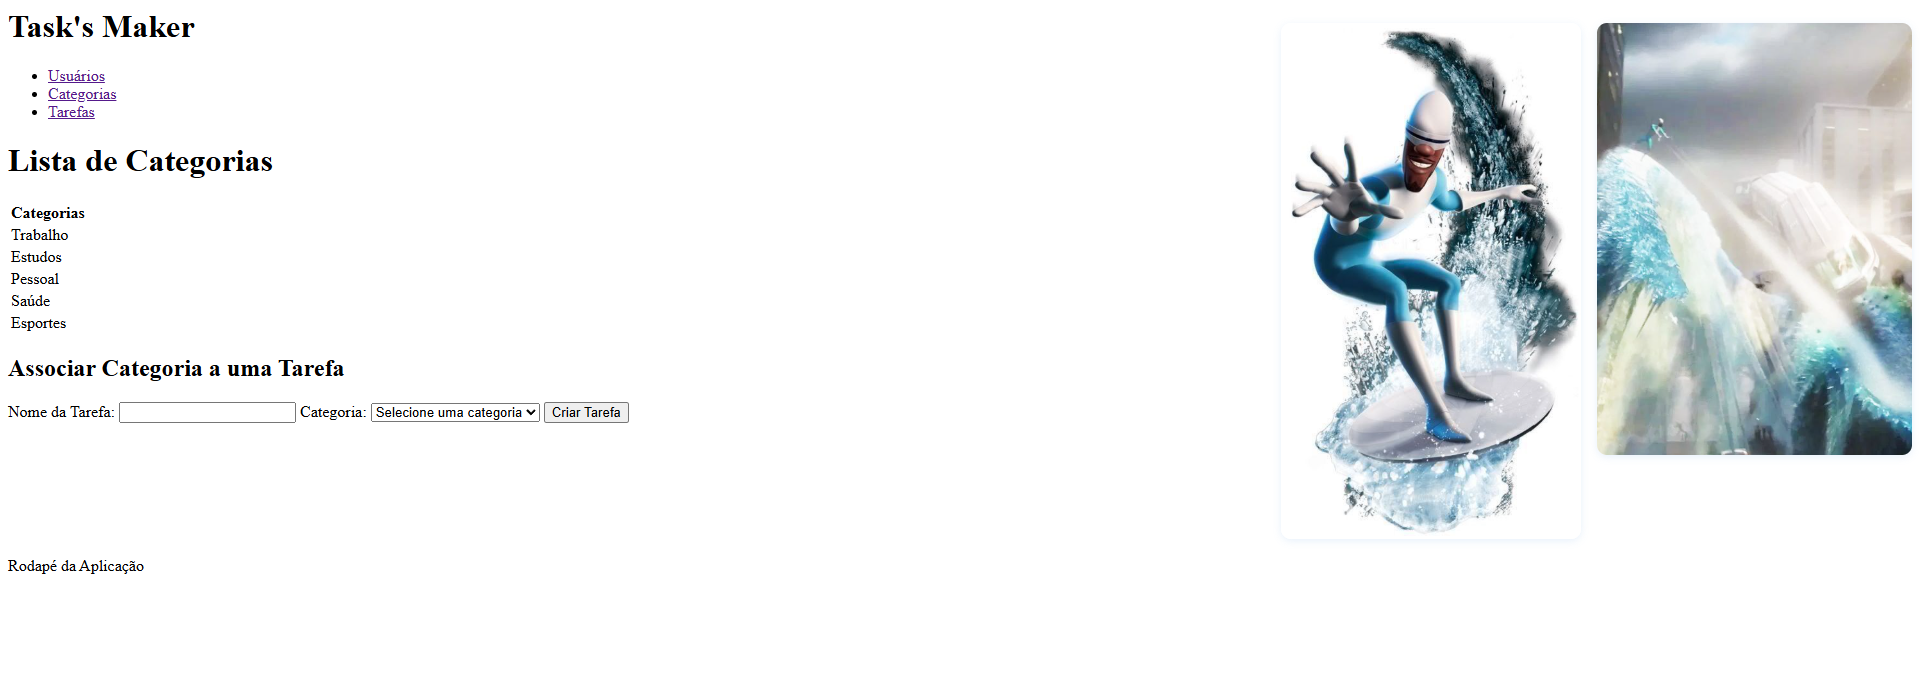 Task's Maker
Usuários
Categorias
Tarefas
Lista de Categorias
Categorias
Trabalho
Estudos
Pessoal
Saúde
Esportes
Associar Categoria a uma Tarefa
Nome da Tarefa: Categoria: Selecione uma categoria Criar Tarefa
Rodapé da Aplicação